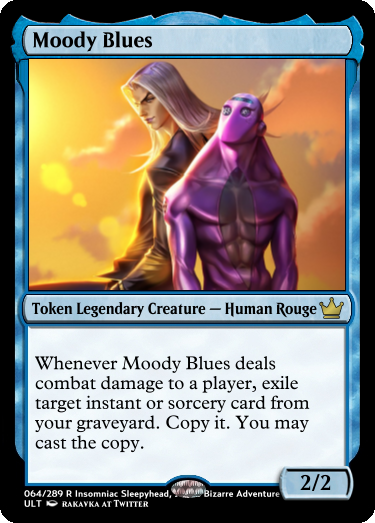 Moody Blues
Token Legendary Creature — Human Rouge
Whenever Moody Blues deals
combat damage to a player, exile
target instant or sorcery card from
your graveyard. Copy it. You may
cast the copy.
2/2
064/289 R Insomniac Sleepyhead, Bizarre Adventure
ULT RAKAVKA AT TWITTER